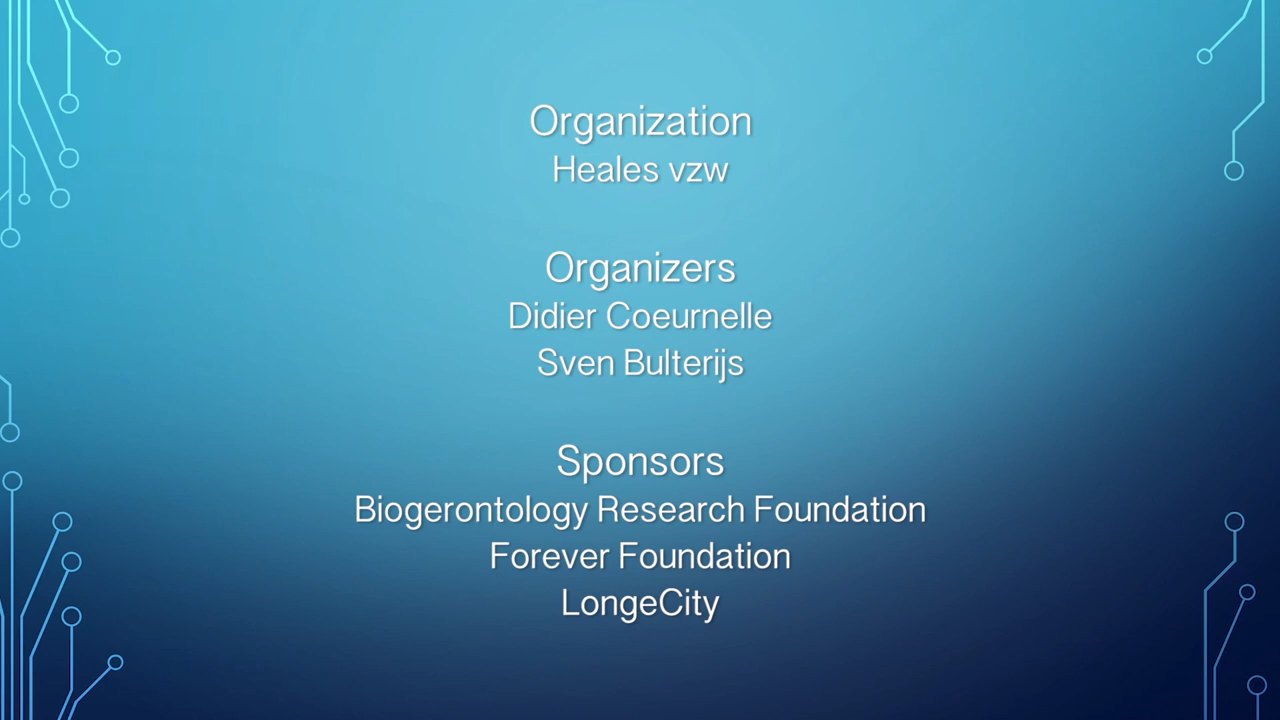 Organization
Heales vzw
Organizers
Didier Coeurnelle
Sven Bulterijs
Sponsors
Biogerontology Research Foundation
Forever Foundation
LongeCity